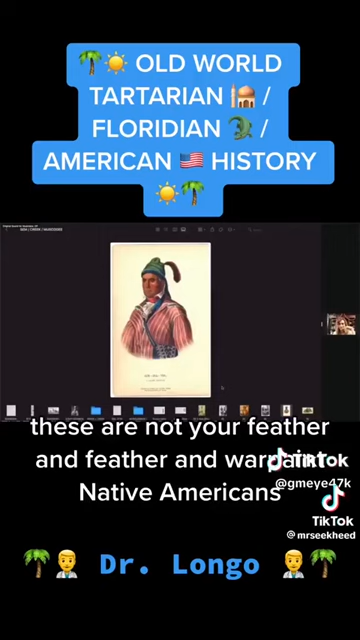 🌴☀️ OLD WORLD
TARTARIAN 🕌 /
FLORIDIAN 🐊 /
AMERICAN 🇺🇸 HISTORY
☀️🌴
these are not your feather
and feather and warpaint
Native Americans
TikTok
@gmeye47k
TikTok
@mrseekheed
🌴👨‍⚕️ Dr. Longo 👨‍⚕️🌴